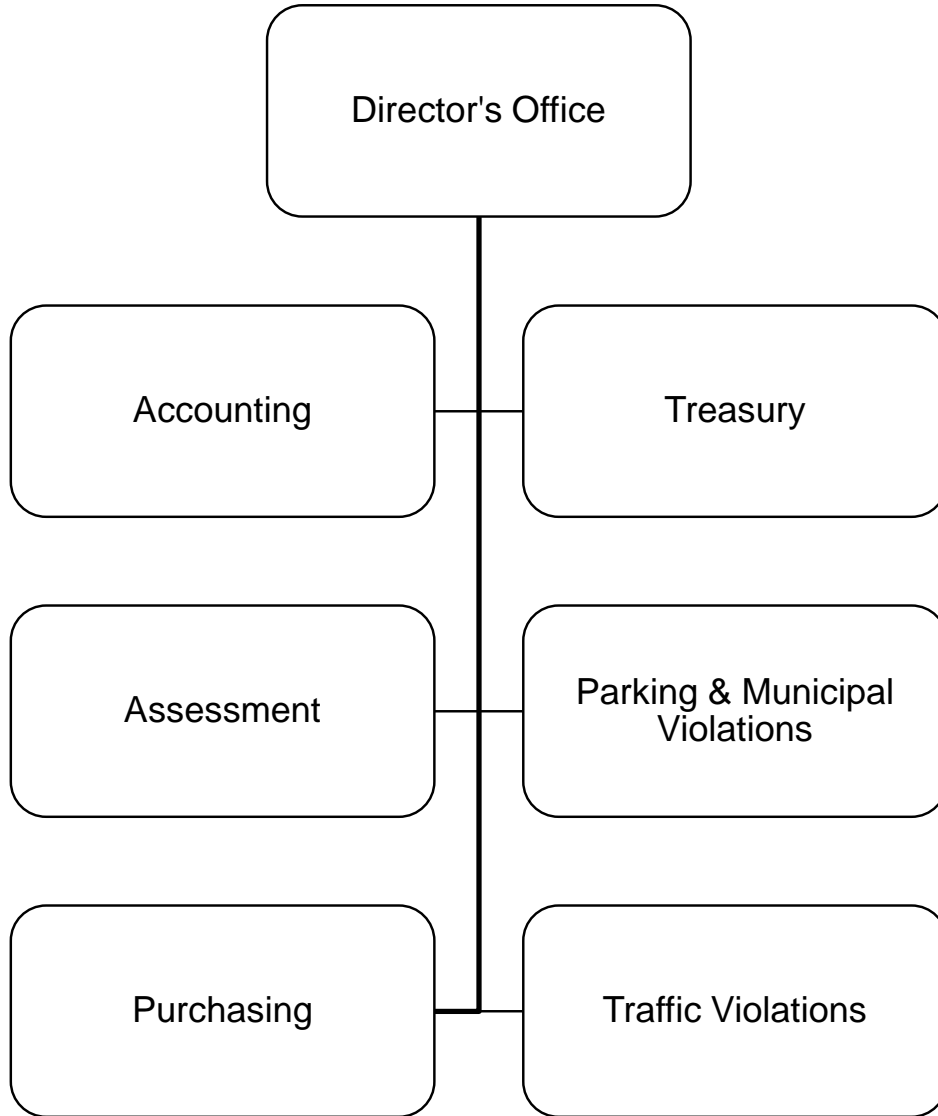 Director's Office
Accounting
Treasury
Assessment
Parking & Municipal
Violations
Purchasing
Traffic Violations